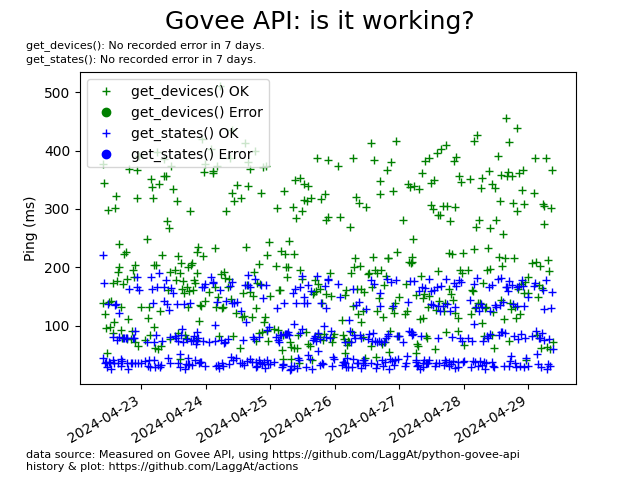 Govee API: is it working?
get_devices(): No recorded error in 7 days.
get_states(): No recorded error in 7 days.
get_devices() OK
get_devices() Error
get_states() OK
get_states() Error
Ping (ms)
500
400
300
200
100
2024-04-23
2024-04-24
2024-04-25
2024-04-26
2024-04-27
2024-04-28
2024-04-29
data source: Measured on Govee API, using https://github.com/LaggAt/python-govee-api
history & plot: https://github.com/LaggAt/actions